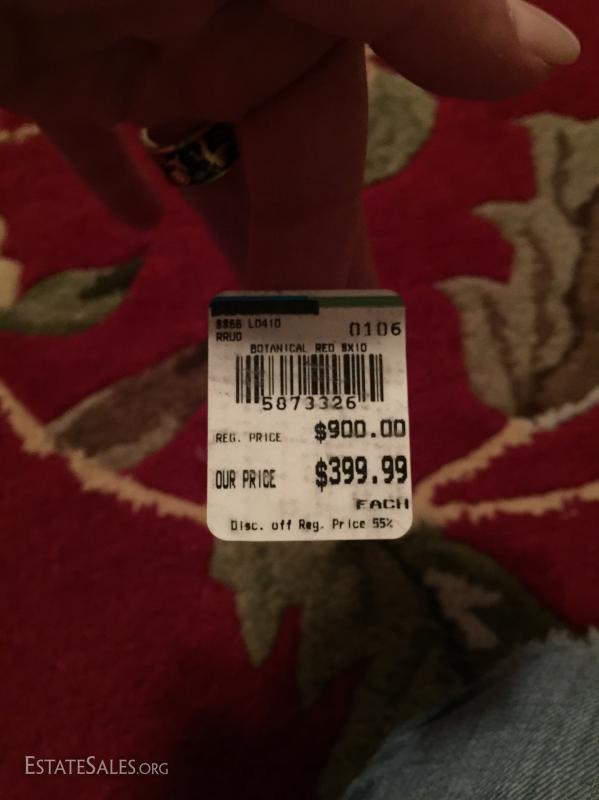 8866 L0410
RRUG
0106
BOTANICAL RED 8X10
5873326
REG. PRICE $900.00
OUR PRICE $399.99
EACH
Disc. off Reg. Price 55%
ESTATESALES.ORG